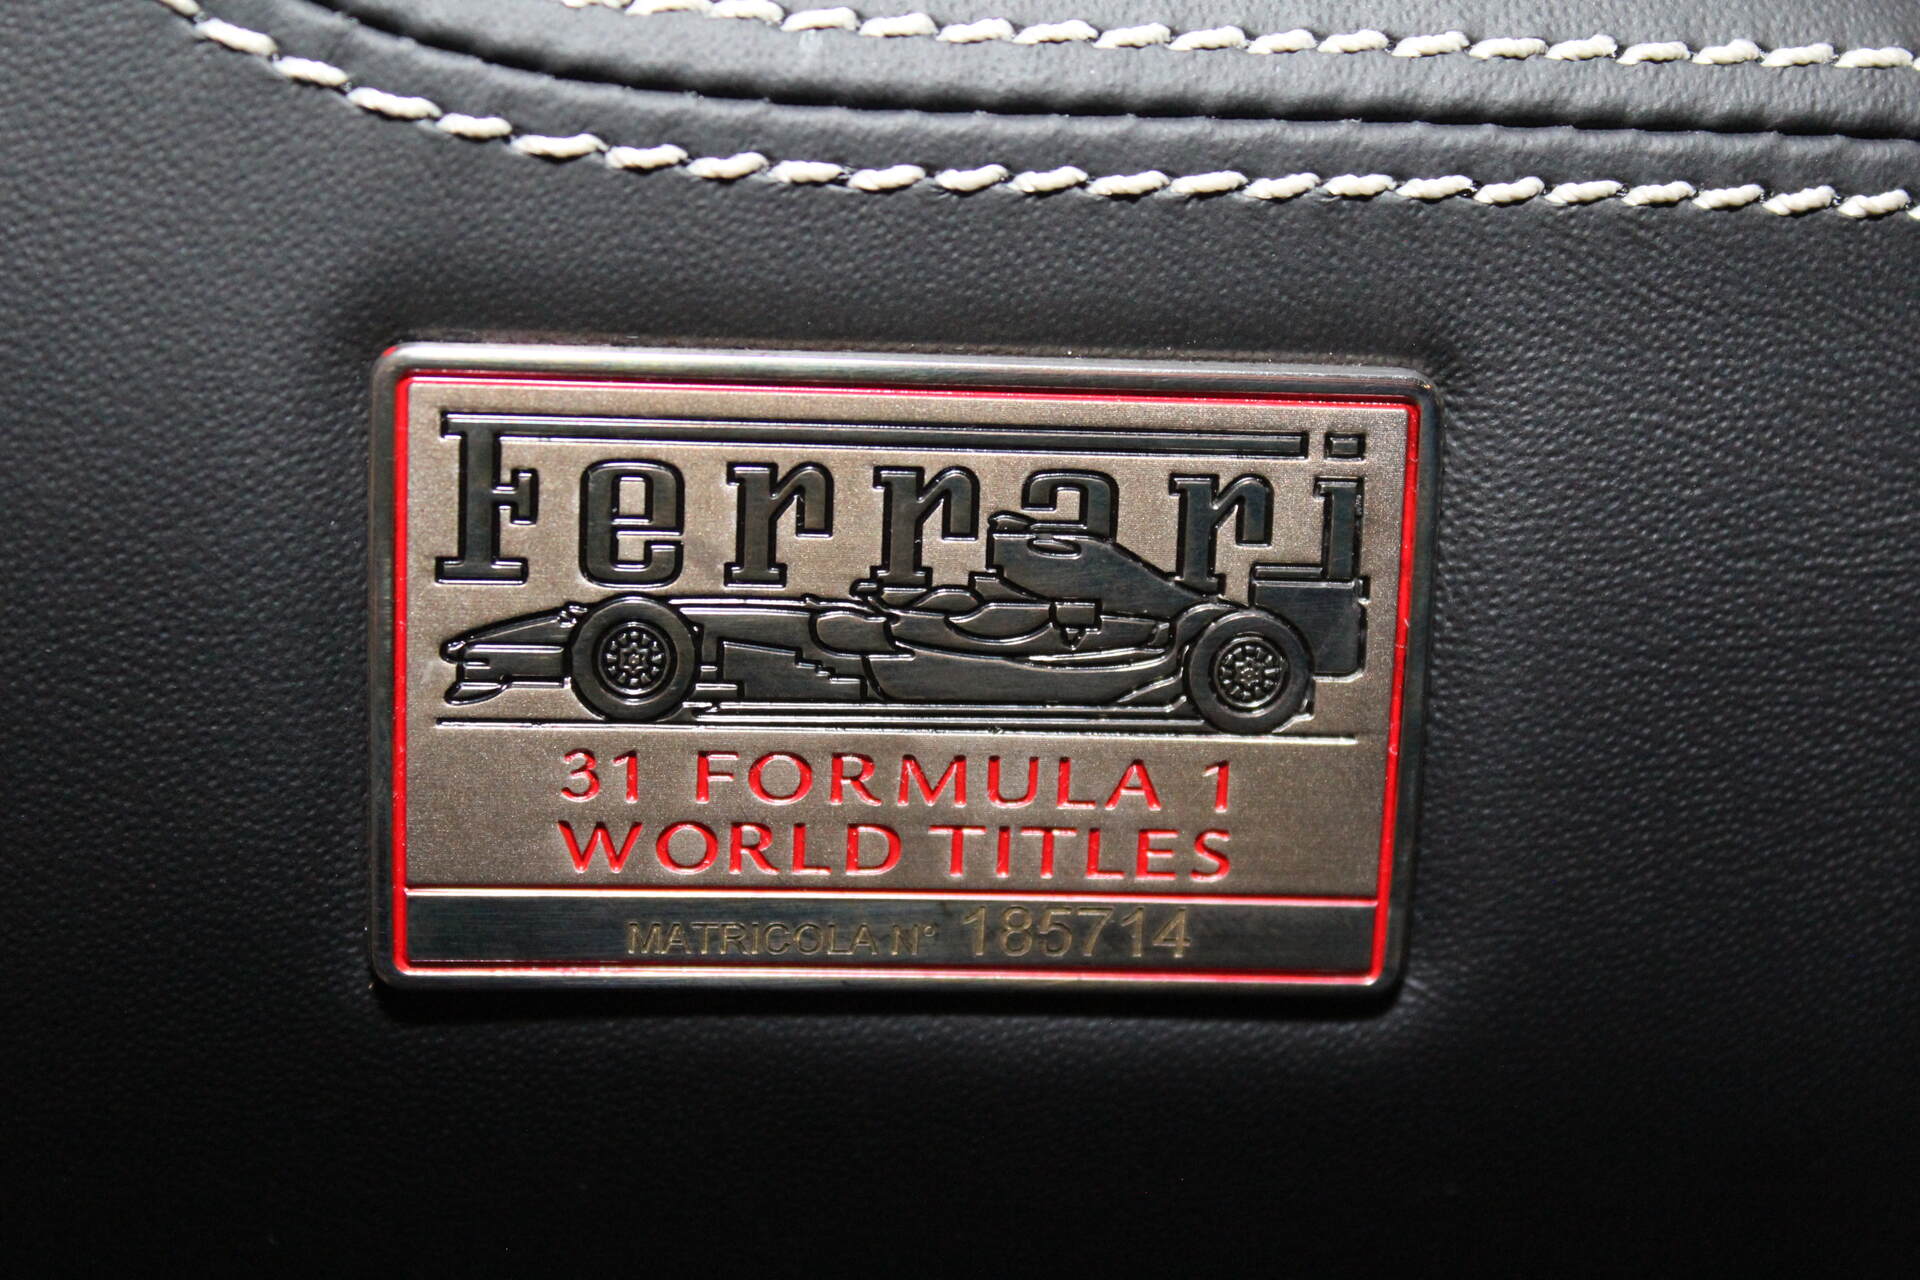 Ferrari
31 FORMULA 1
WORLD TITLES
MATRICOLA N° 185714